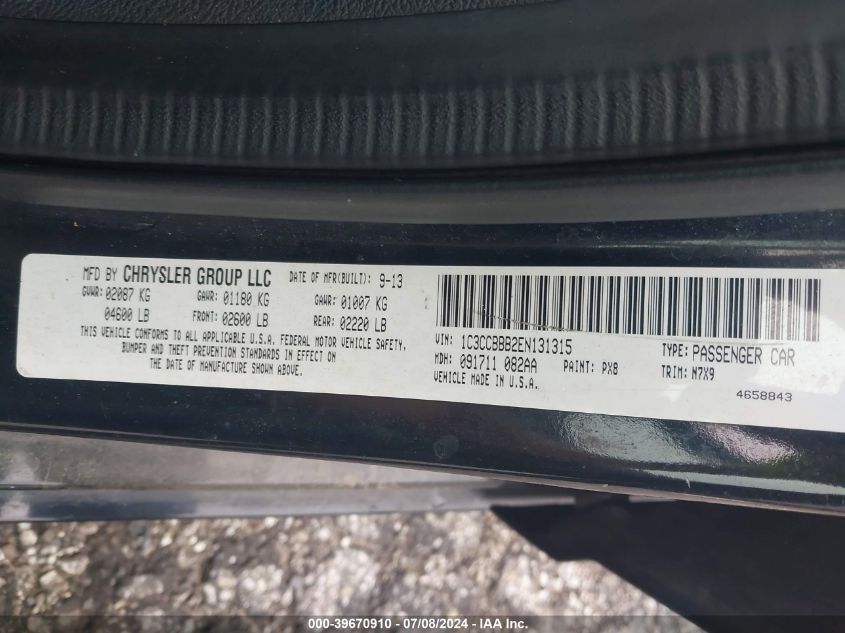 MFD BY CHRYSLER GROUP LLC DATE OF MFR(BUILT): 9-13
GVWR: 02087 KG GAWR: 01180 KG GAWR: 01007 KG
04600 LB FRONT: 02600 LB REAR: 02220 LB
THIS VEHICLE CONFORMS TO ALL APPLICABLE U.S.A. FEDERAL MOTOR VEHICLE SAFETY,
BUMPER AND THEFT PREVENTION STANDARDS IN EFFECT ON
THE DATE OF MANUFACTURE SHOWN ABOVE.
VIN: 1C3CCBBB2EN131315 TYPE: PASSENGER CAR
MDH: 091711 082AA PAINT: PX8 TRIM: N7X9
VEHICLE MADE IN U.S.A.
4658843
000-39670910 - 07/08/2024 - IAA Inc.